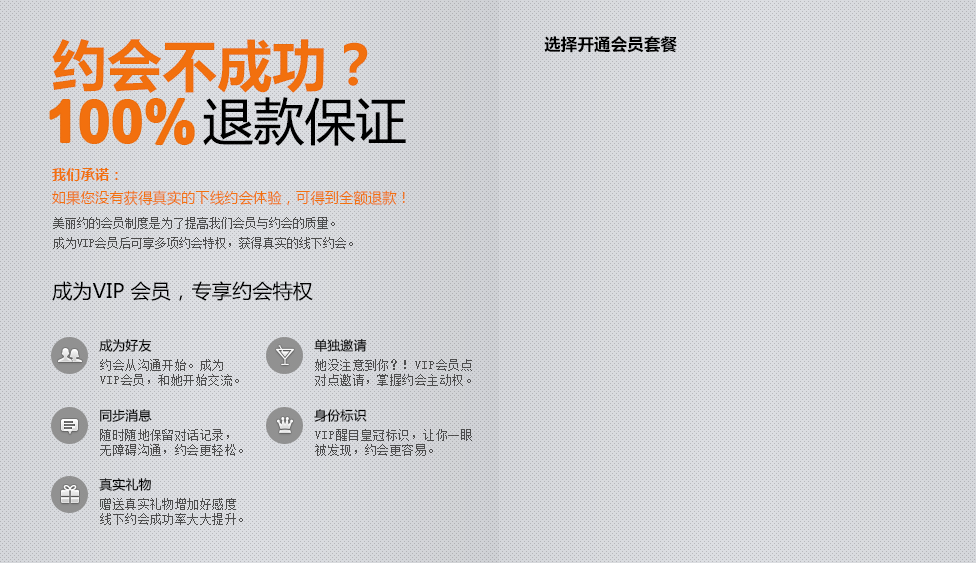 约会不成功？
100%退款保证
我们承诺：
如果您没有获得真实的下线约会体验，可得到全额退款！
美丽约的会员制度是为了提高我们会员与约会的质量。
成为VIP会员后可享多项约会特权，获得真实的线下约会。
成为VIP 会员，专享约会特权
成为好友
约会从沟通开始。成为
VIP会员，和她开始交流。
单独邀请
她没注意到你？！VIP会员点
对点邀请，掌握约会主动权。
同步消息
随时随地保留对话记录，
无障碍沟通，约会更轻松。
身份标识
VIP醒目皇冠标识，让你一眼
被发现，约会更容易。
真实礼物
赠送真实礼物增加好感度
线下约会成功率大大提升。
选择开通会员套餐